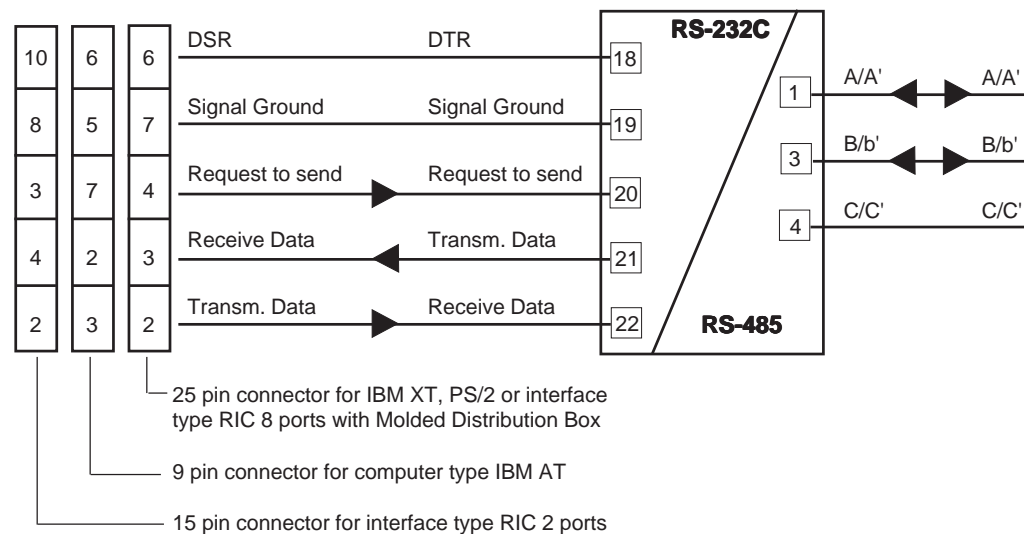 RS-232C
10 6 6 DSR DTR 18
1 A/A' A/A'
8 5 7 Signal Ground Signal Ground 19
3 B/b' B/b'
3 7 4 Request to send Request to send 20
4 C/C' C/C'
4 2 3 Receive Data Transm. Data 21
2 3 2 Transm. Data Receive Data 22
RS-485
25 pin connector for IBM XT, PS/2 or interface
type RIC 8 ports with Molded Distribution Box
9 pin connector for computer type IBM AT
15 pin connector for interface type RIC 2 ports